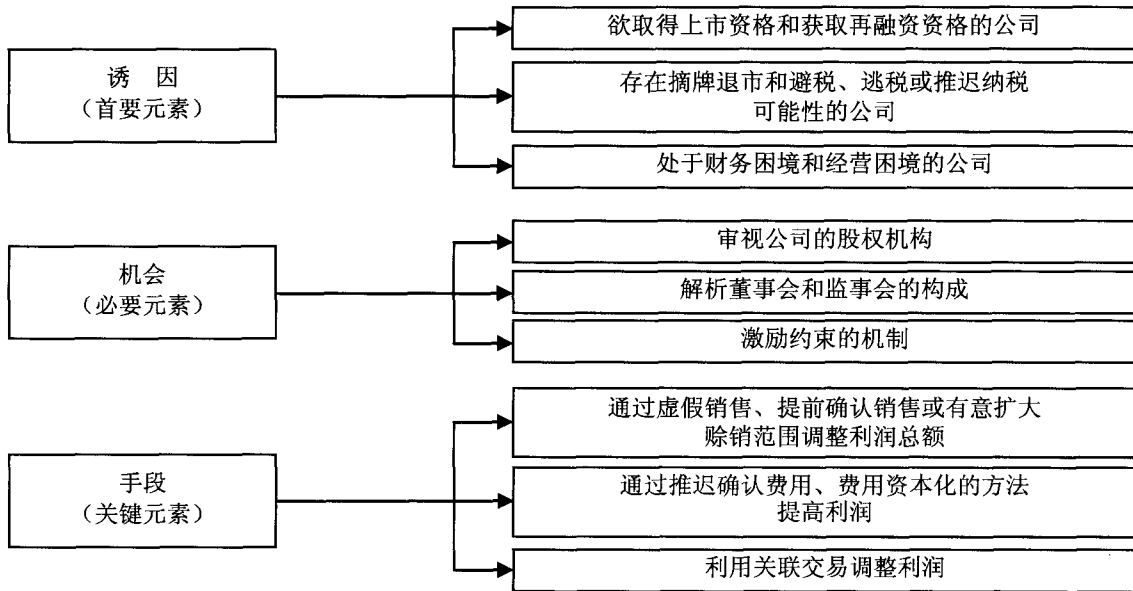 诱 因
（首要元素）
欲取得上市资格和获取再融资资格的公司
存在摘牌退市和避税、逃税或推迟纳税
可能性的公司
处于财务困境和经营困境的公司
机会
（必要元素）
审视公司的股权机构
解析董事会和监事会的构成
激励约束的机制
手段
（关键元素）
通过虚假销售、提前确认销售或有意扩大
赊销范围调整利润总额
通过推迟确认费用、费用资本化的方法
提高利润
利用关联交易调整利润